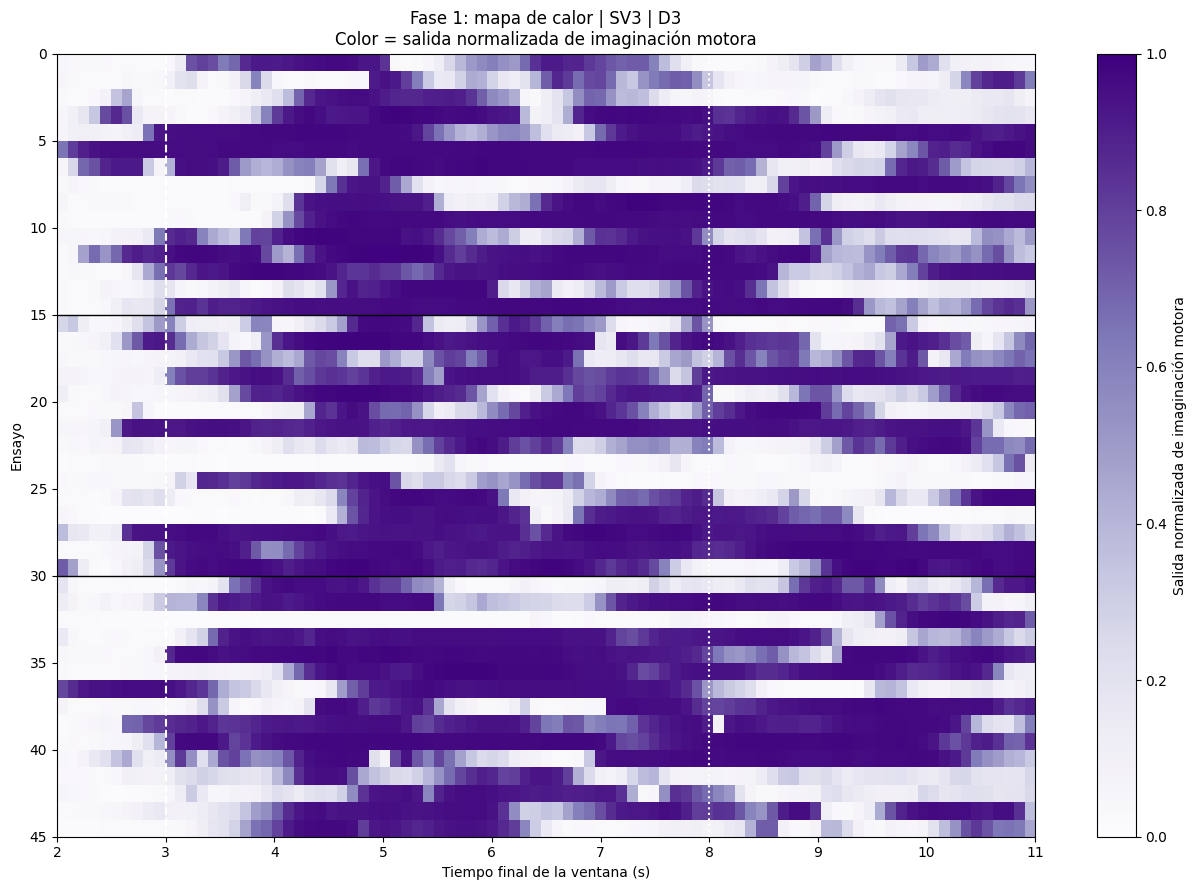 Fase 1: mapa de calor | SV3 | D3
Color = salida normalizada de imaginación motora
0
5
10
15
20
25
30
35
40
45
Ensayo
2 3 4 5 6 7 8 9 10 11
Tiempo final de la ventana (s)
1.0
0.8
0.6
0.4
0.2
0.0
Salida normalizada de imaginación motora